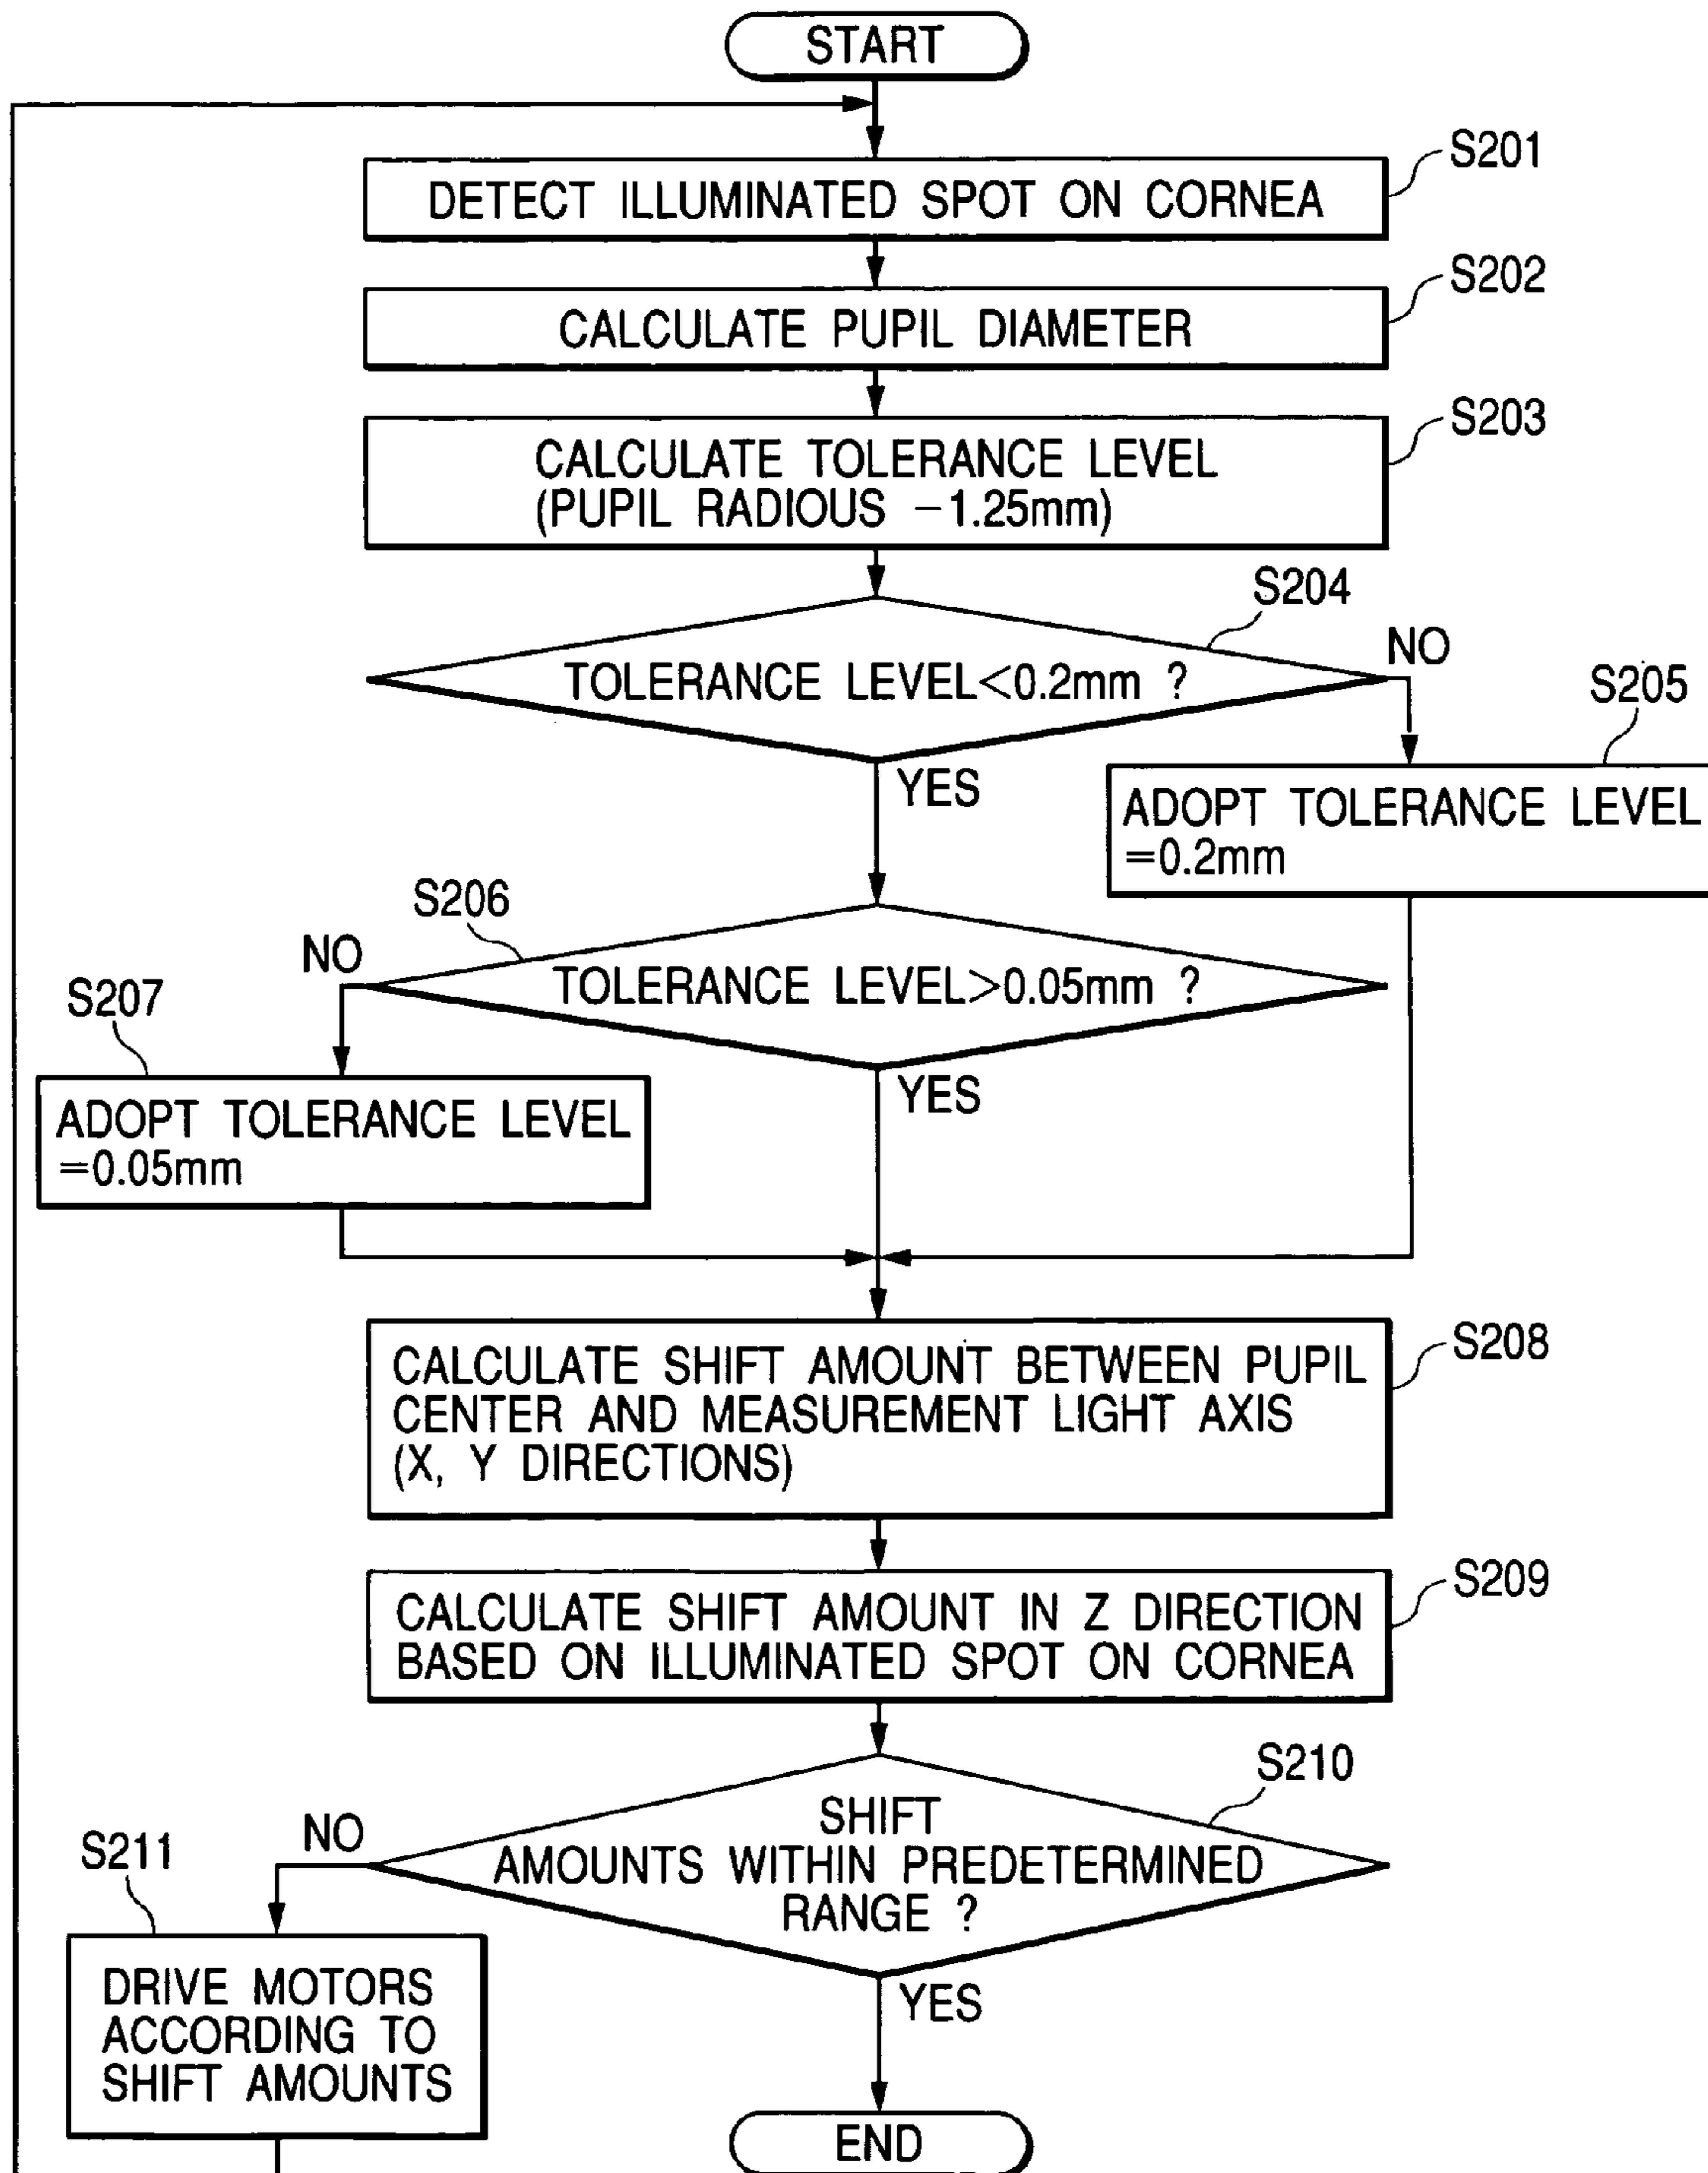 START
S201
DETECT ILLUMINATED SPOT ON CORNEA
S202
CALCULATE PUPIL DIAMETER
S203
CALCULATE TOLERANCE LEVEL
(PUPIL RADIOUS －1.25mm)
S204
TOLERANCE LEVEL<0.2mm ?
NO
YES
S205
ADOPT TOLERANCE LEVEL
=0.2mm
S206
NO
TOLERANCE LEVEL>0.05mm ?
YES
S207
ADOPT TOLERANCE LEVEL
=0.05mm
S208
CALCULATE SHIFT AMOUNT BETWEEN PUPIL
CENTER AND MEASUREMENT LIGHT AXIS
(X, Y DIRECTIONS)
S209
CALCULATE SHIFT AMOUNT IN Z DIRECTION
BASED ON ILLUMINATED SPOT ON CORNEA
S210
SHIFT
AMOUNTS WITHIN PREDETERMINED
RANGE ?
NO
YES
S211
DRIVE MOTORS
ACCORDING TO
SHIFT AMOUNTS
END